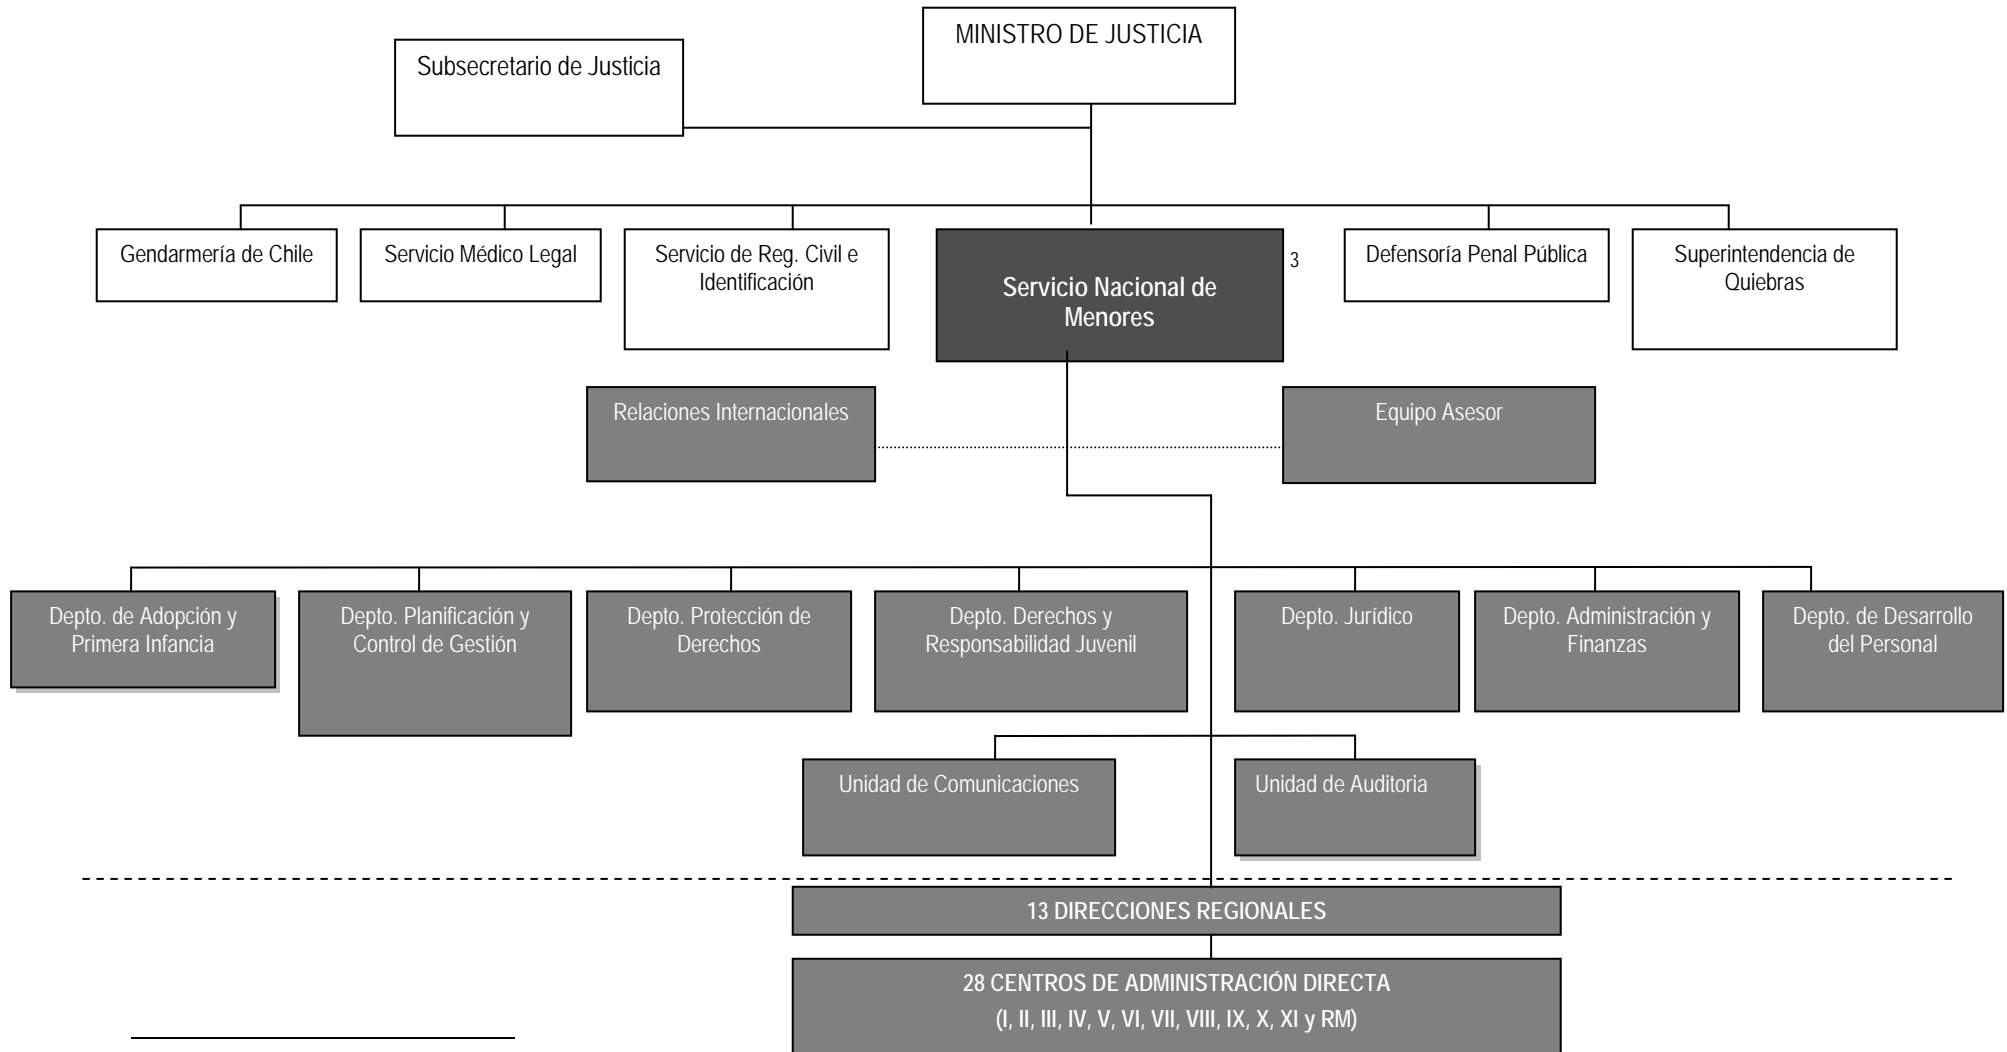 MINISTRO DE JUSTICIA
Subsecretario de Justicia
Gendarmería de Chile
Servicio Médico Legal
Servicio de Reg. Civil e
Identificación
Servicio Nacional de
Menores
3
Defensoría Penal Pública
Superintendencia de
Quiebras
Relaciones Internacionales
Equipo Asesor
Depto. de Adopción y
Primera Infancia
Depto. Planificación y
Control de Gestión
Depto. Protección de
Derechos
Depto. Derechos y
Responsabilidad Juvenil
Depto. Jurídico
Depto. Administración y
Finanzas
Depto. de Desarrollo
del Personal
Unidad de Comunicaciones
Unidad de Auditoria
13 DIRECCIONES REGIONALES
28 CENTROS DE ADMINISTRACIÓN DIRECTA
(I, II, III, IV, V, VI, VII, VIII, IX, X, XI y RM)